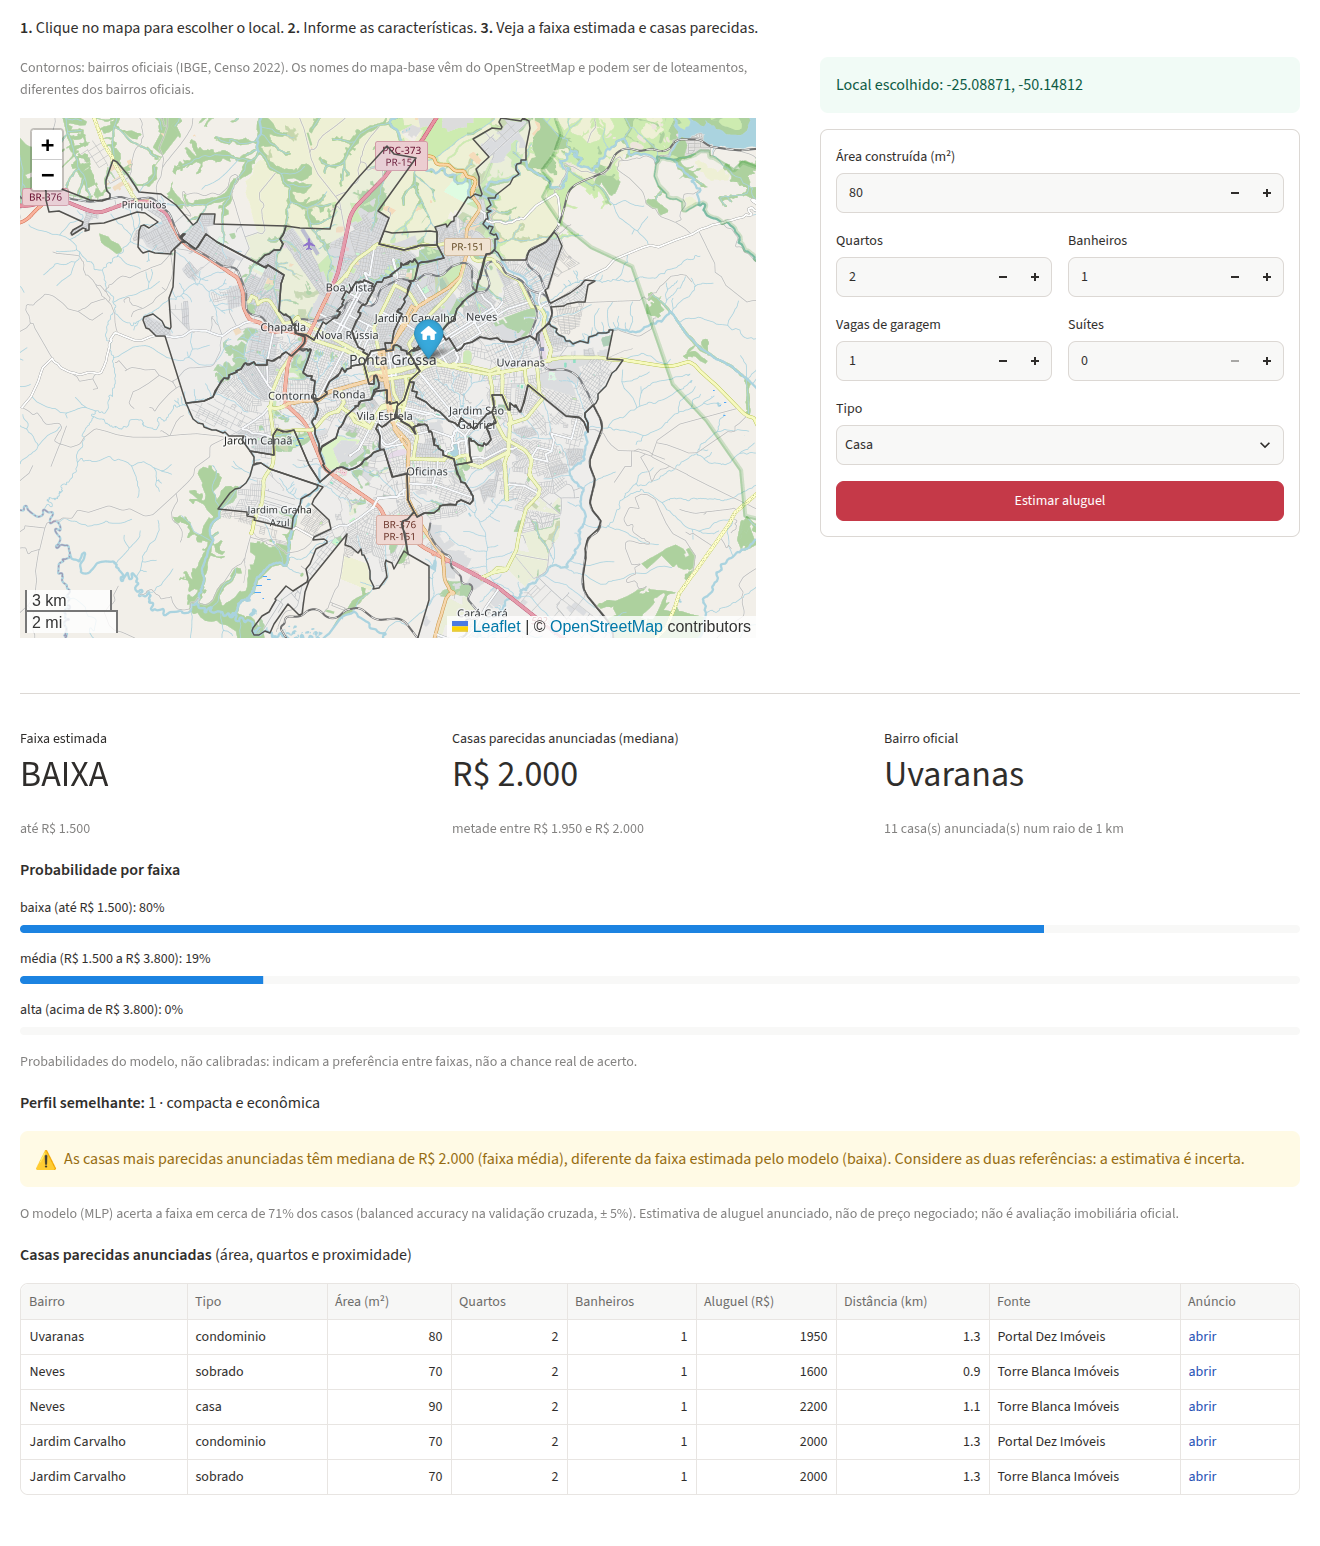 1. Clique no mapa para escolher o local. 2. Informe as características. 3. Veja a faixa estimada e casas parecidas.
Contornos: bairros oficiais (IBGE, Censo 2022). Os nomes do mapa-base vêm do OpenStreetMap e podem ser de loteamentos,
diferentes dos bairros oficiais.
+
−
PRC-373
PR-151
BR-376
Piriquitos
PR-151
Boa Vista
Jardim Carvalho
Neves
Chapada
Nova Rússia
Ponta Grossa
Uvaranas
Contorno
Ronda
Vila Estrela
Jardim São
Gabriel
Jardim Canaã
Oficinas
Jardim Gralha
Azul
BR-376
PR-151
Cará-Cará
3 km
2 mi
Leaflet | © OpenStreetMap contributors
Local escolhido: -25.08871, -50.14812
Área construída (m²)
80 − +
Quartos Banheiros
2 − + 1 − +
Vagas de garagem Suítes
1 − + 0 − +
Tipo
Casa
Estimar aluguel
Faixa estimada
BAIXA
até R$ 1.500
Casas parecidas anunciadas (mediana)
R$ 2.000
metade entre R$ 1.950 e R$ 2.000
Bairro oficial
Uvaranas
11 casa(s) anunciada(s) num raio de 1 km
Probabilidade por faixa
baixa (até R$ 1.500): 80%
média (R$ 1.500 a R$ 3.800): 19%
alta (acima de R$ 3.800): 0%
Probabilidades do modelo, não calibradas: indicam a preferência entre faixas, não a chance real de acerto.
Perfil semelhante: 1 · compacta e econômica
As casas mais parecidas anunciadas têm mediana de R$ 2.000 (faixa média), diferente da faixa estimada pelo modelo (baixa). Considere as duas referências: a estimativa é incerta.
O modelo (MLP) acerta a faixa em cerca de 71% dos casos (balanced accuracy na validação cruzada, ± 5%). Estimativa de aluguel anunciado, não de preço negociado; não é avaliação imobiliária oficial.
Casas parecidas anunciadas (área, quartos e proximidade)
Bairro Tipo Área (m²) Quartos Banheiros Aluguel (R$) Distância (km) Fonte Anúncio
Uvaranas condominio 80 2 1 1950 1.3 Portal Dez Imóveis abrir
Neves sobrado 70 2 1 1600 0.9 Torre Blanca Imóveis abrir
Neves casa 90 2 1 2200 1.1 Torre Blanca Imóveis abrir
Jardim Carvalho condominio 70 2 1 2000 1.3 Portal Dez Imóveis abrir
Jardim Carvalho sobrado 70 2 1 2000 1.3 Torre Blanca Imóveis abrir